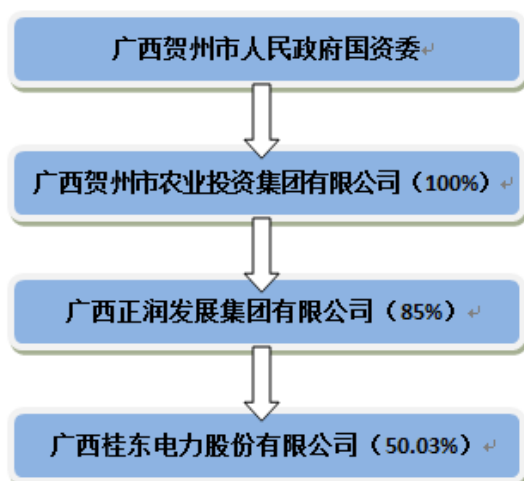 广西贺州市人民政府国资委
广西贺州市农业投资集团有限公司（100%）
广西正润发展集团有限公司（85%）
广西桂东电力股份有限公司（50.03%）